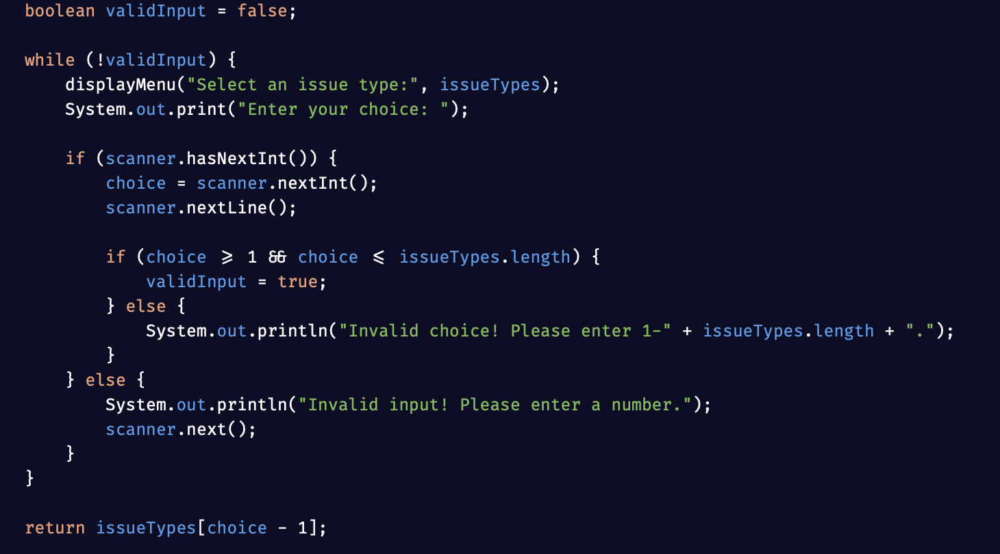 boolean validInput = false;
while (!validInput) {
displayMenu("Select an issue type:", issueTypes);
System.out.print("Enter your choice: ");
if (scanner.hasNextInt()) {
choice = scanner.nextInt();
scanner.nextLine();
if (choice >= 1 && choice <= issueTypes.length) {
validInput = true;
} else {
System.out.println("Invalid choice! Please enter 1-" + issueTypes.length + ".");
}
} else {
System.out.println("Invalid input! Please enter a number.");
scanner.next();
}
}
return issueTypes[choice - 1];